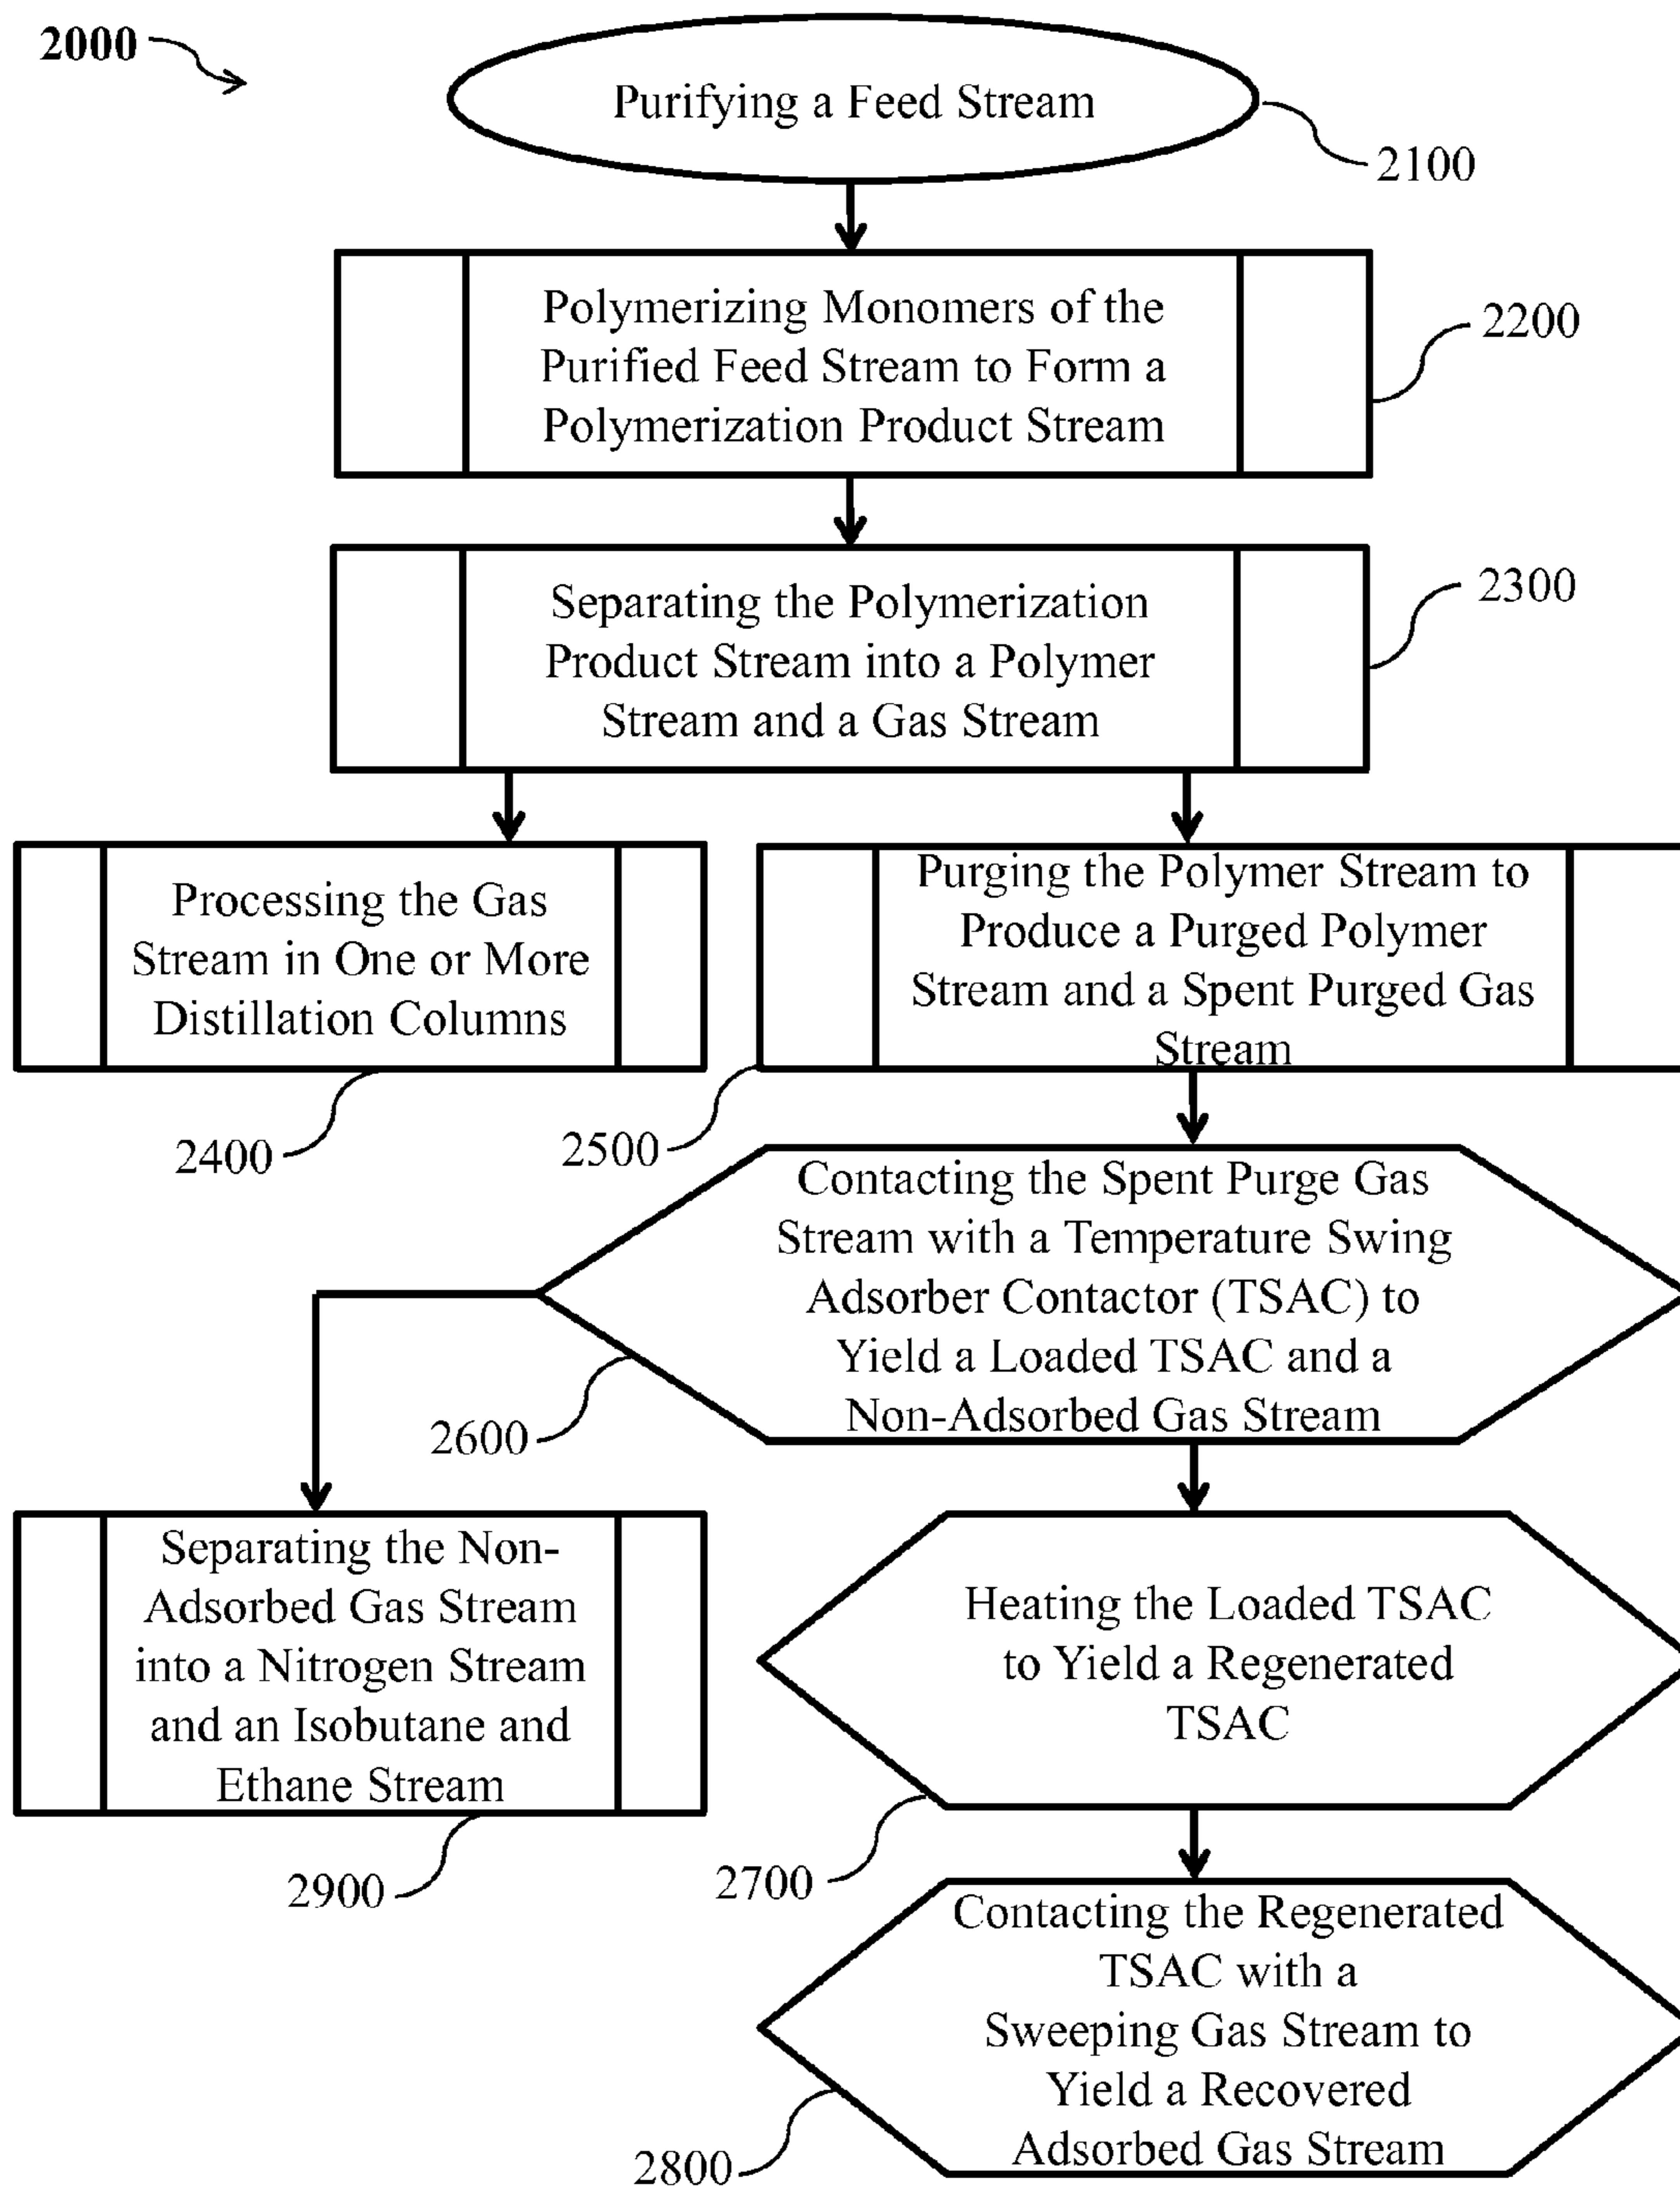 2000
Purifying a Feed Stream
2100
Polymerizing Monomers of the
Purified Feed Stream to Form a
Polymerization Product Stream
2200
Separating the Polymerization
Product Stream into a Polymer
Stream and a Gas Stream
2300
Processing the Gas
Stream in One or More
Distillation Columns
2400
Purging the Polymer Stream to
Produce a Purged Polymer
Stream and a Spent Purged Gas
Stream
2500
Contacting the Spent Purge Gas
Stream with a Temperature Swing
Adsorber Contactor (TSAC) to
Yield a Loaded TSAC and a
Non-Adsorbed Gas Stream
2600
Separating the Non-
Adsorbed Gas Stream
into a Nitrogen Stream
and an Isobutane and
Ethane Stream
2900
Heating the Loaded TSAC
to Yield a Regenerated
TSAC
2700
Contacting the Regenerated
TSAC with a
Sweeping Gas Stream to
Yield a Recovered
Adsorbed Gas Stream
2800